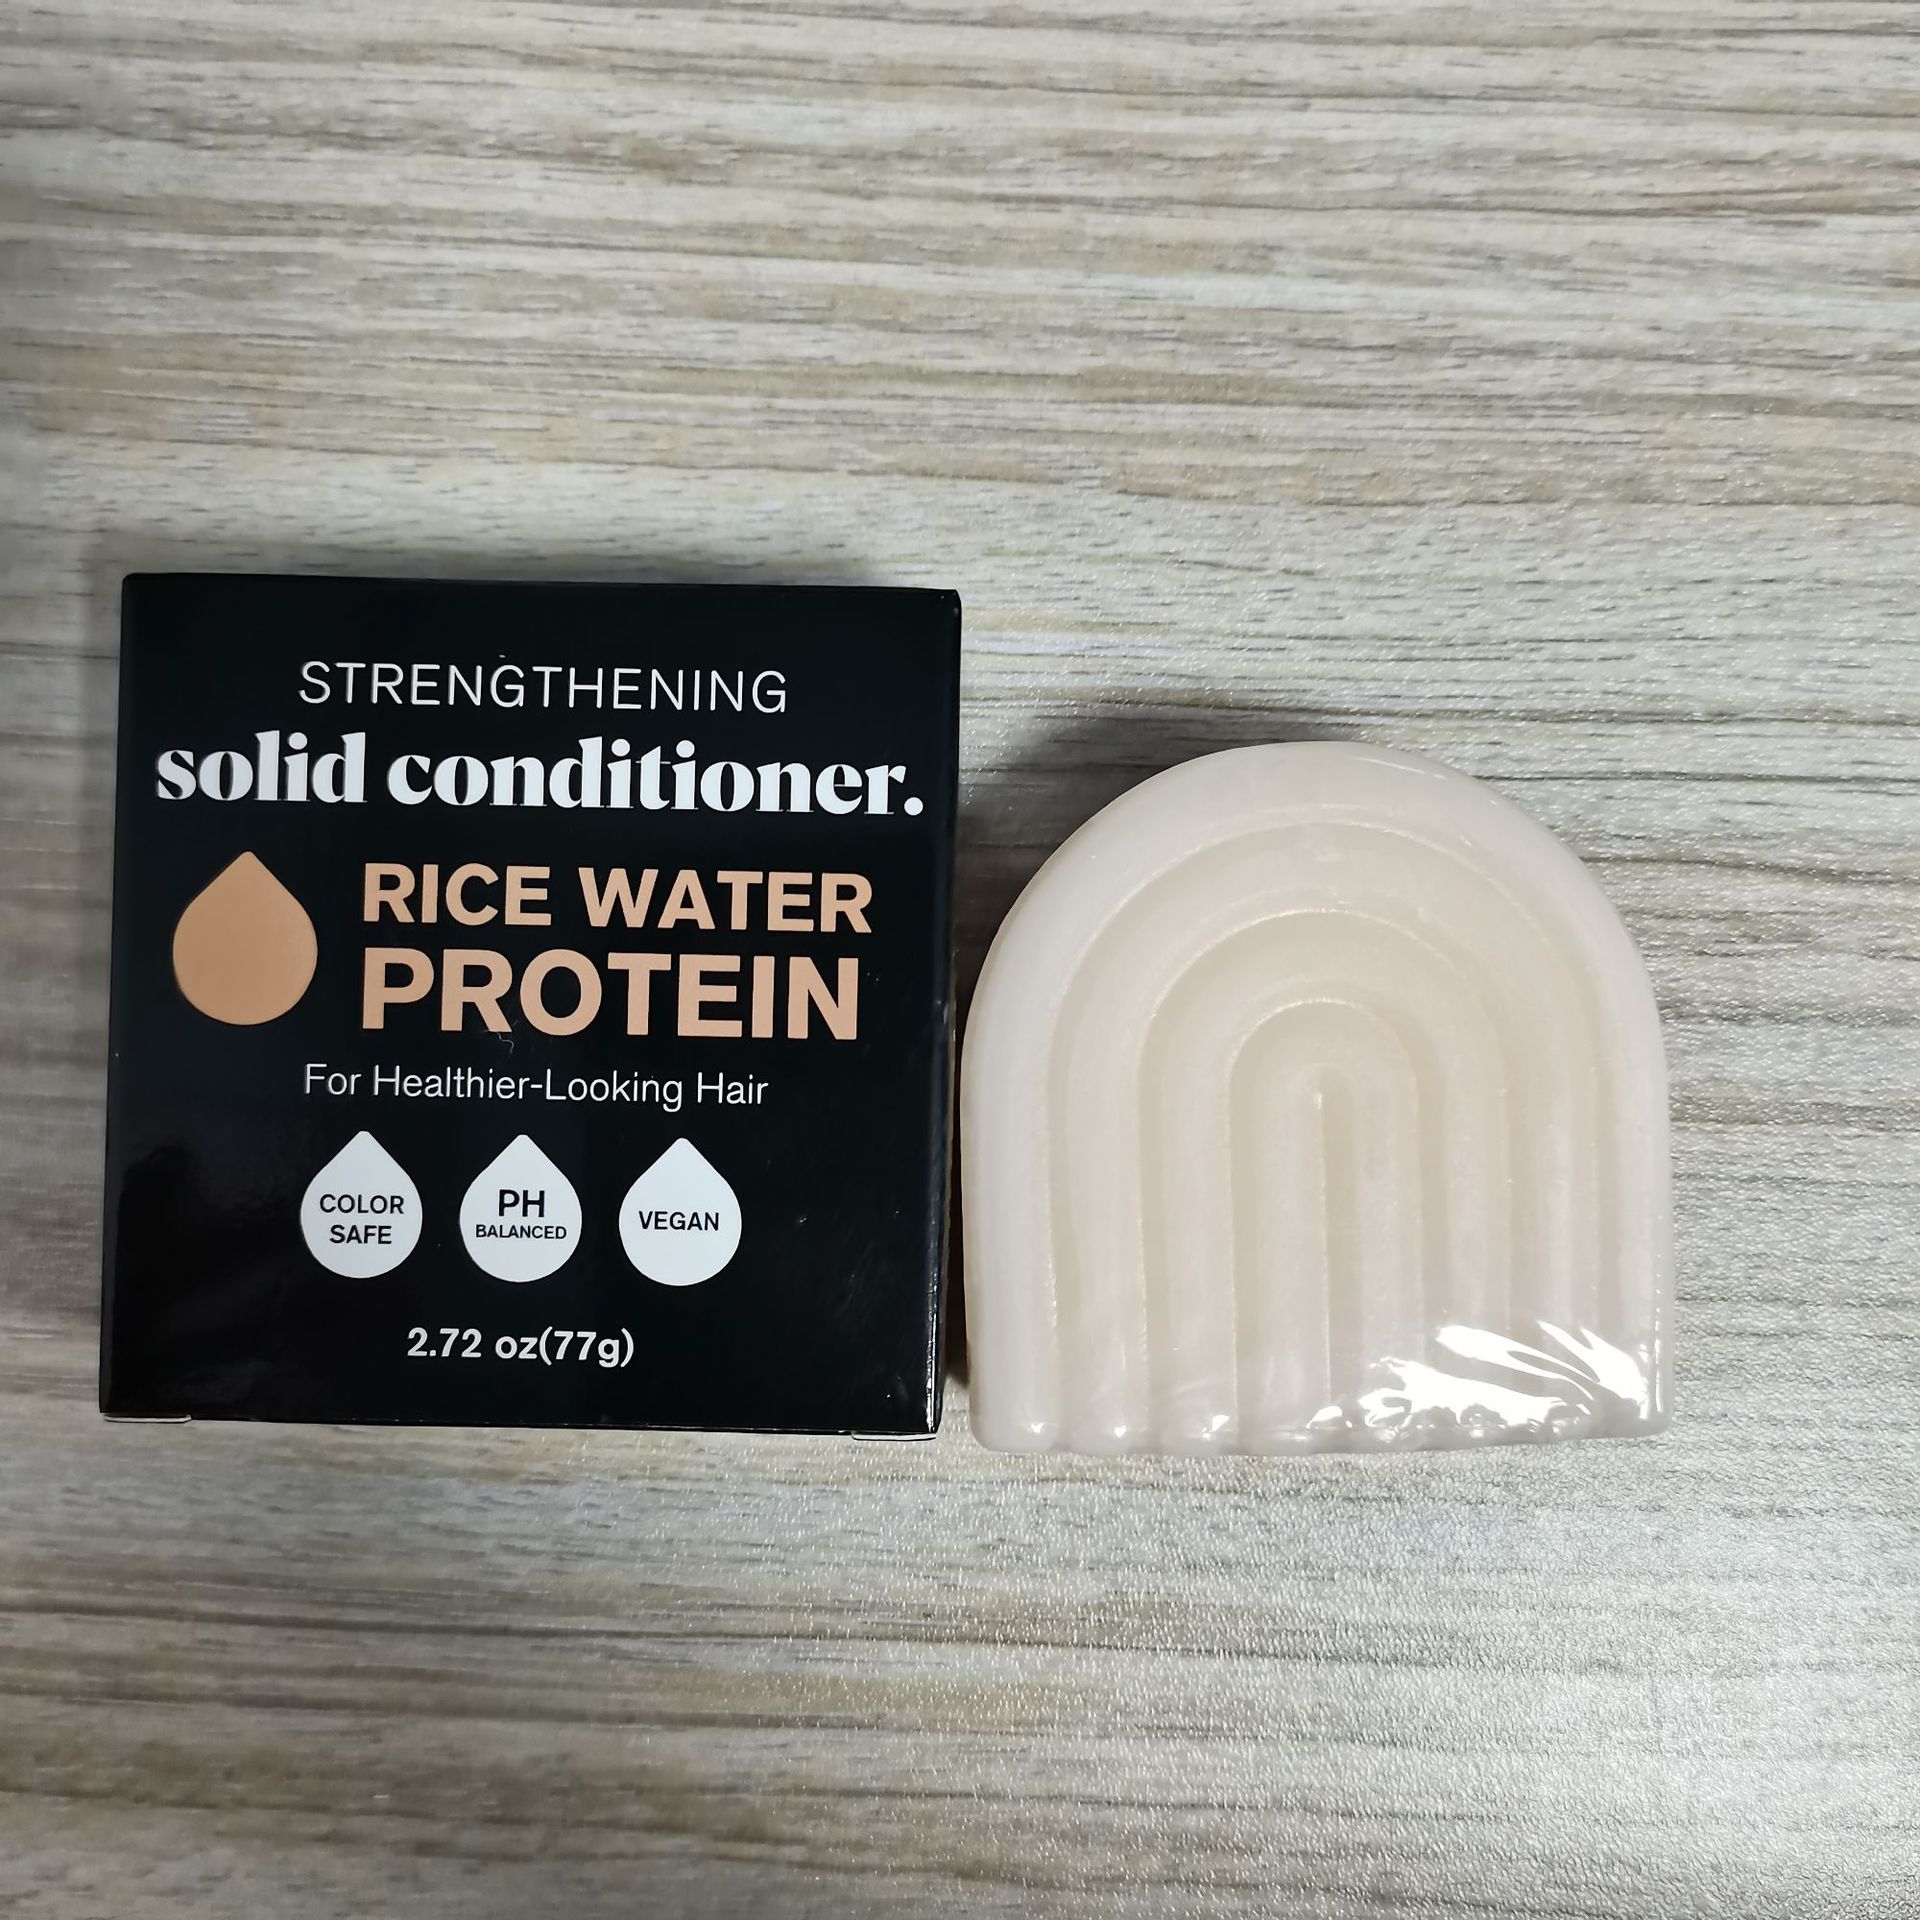 STRENGTHENING
solid conditioner.
RICE WATER
PROTEIN
For Healthier-Looking Hair
COLOR
SAFE
PH
BALANCED
VEGAN
2.72 oz(77g)